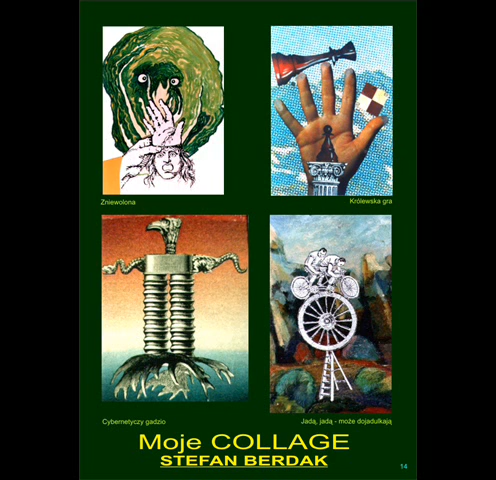 Zniewolona
Królewska gra
Cybernetyczy gadzio
Jadą, jadą - może dojadulkają
Moje COLLAGE
STEFAN BERDAK
14